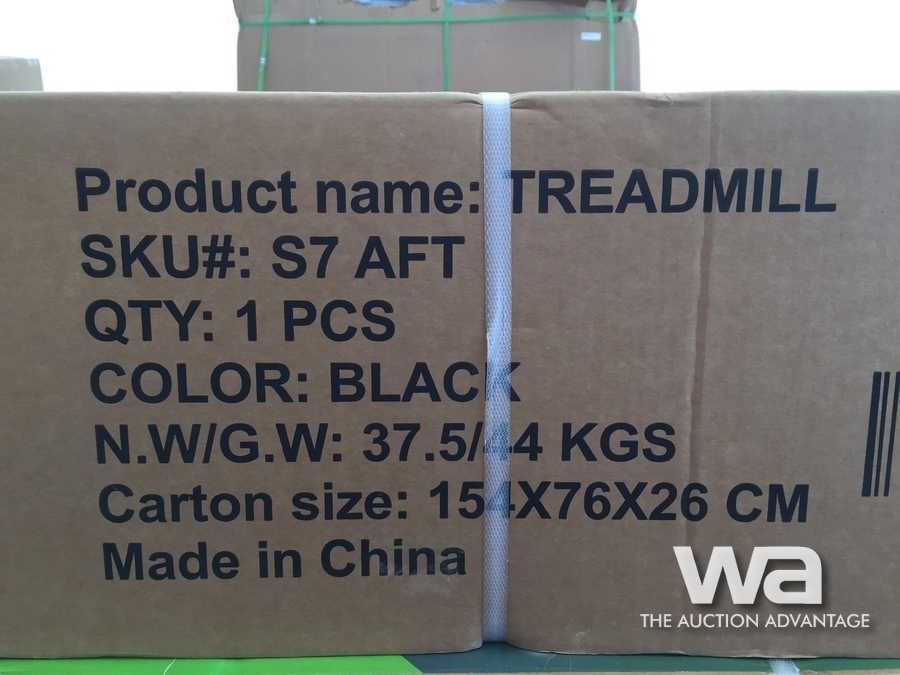 Product name: TREADMILL
SKU#: S7 AFT
QTY: 1 PCS
COLOR: BLACK
N.W/G.W: 37.5/44 KGS
Carton size: 154X76X26 CM
Made in China
wa
THE AUCTION ADVANTAGE